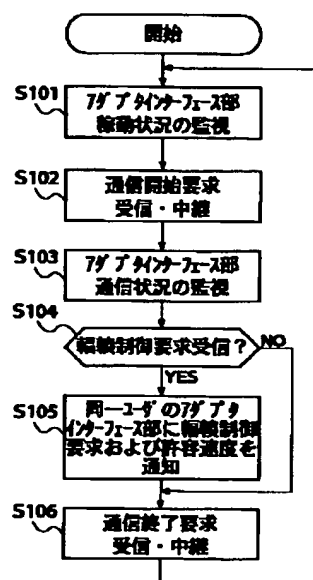 開始
S101
アダプタインターフェース部
稼動状況の監視
S102
通信開始要求
受信・中継
S103
アダプタインターフェース部
通信状況の監視
S104
輻輳制御要求受信?
NO
YES
S105
同一ユーザのアダプタ
インターフェース部に輻輳制御
要求および許容速度を
通知
S106
通信終了要求
受信・中継